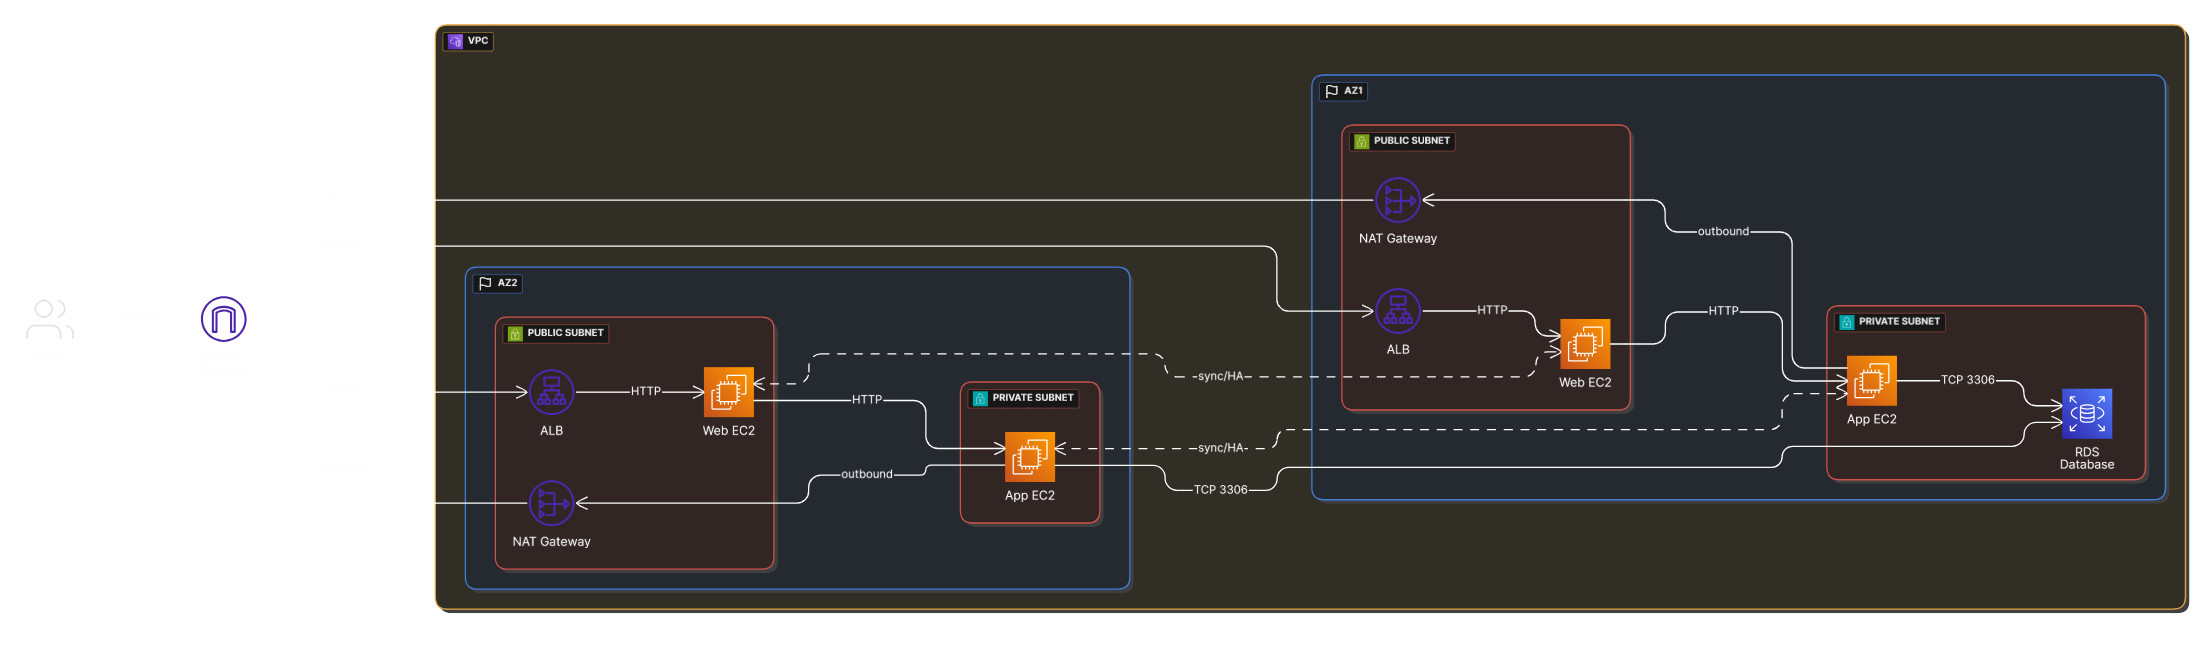 VPC
AZ1
PUBLIC SUBNET
NAT Gateway
outbound
AZ2
ALB
HTTP
Web EC2
HTTP
PRIVATE SUBNET
App EC2
TCP 3306
RDS
Database
PUBLIC SUBNET
ALB
HTTP
Web EC2
sync/HA
HTTP
PRIVATE SUBNET
sync/HA
App EC2
outbound
TCP 3306
NAT Gateway